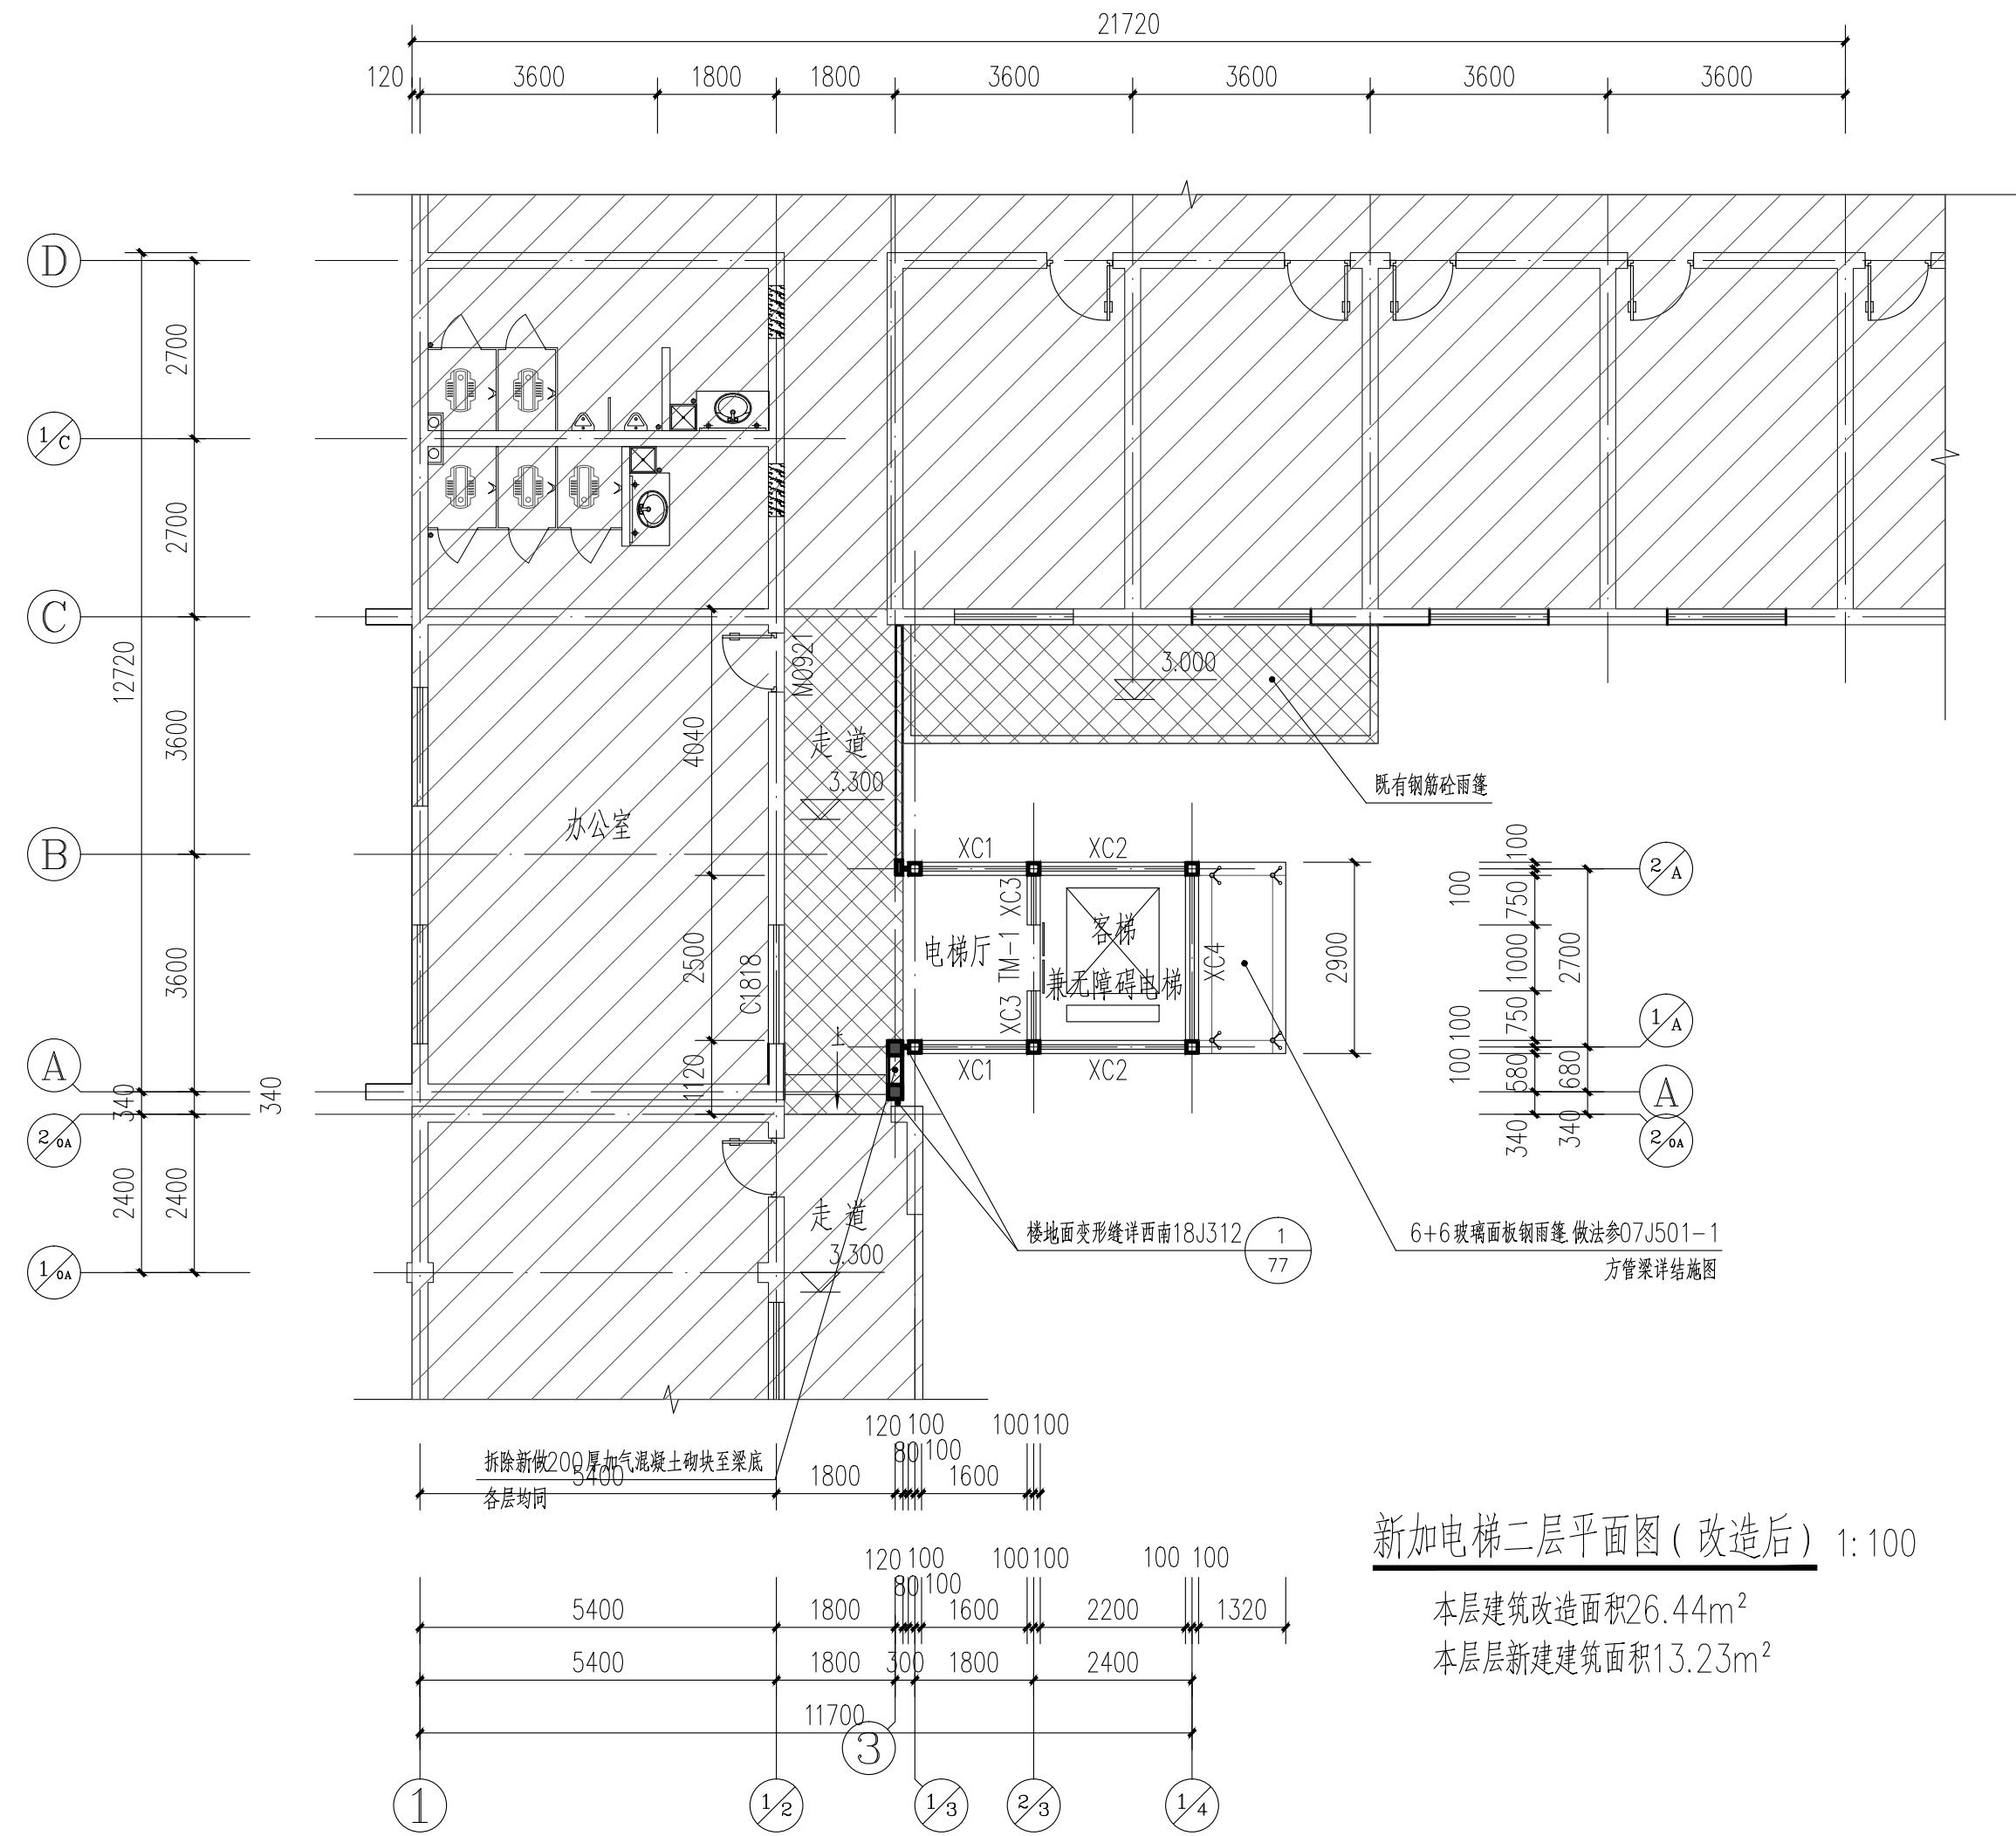 21720
120 3600 1800 1800 3600 3600 3600 3600
D
2700
1/C
2700
C
12720
3600
B
3600
A
340
340
2/0A
2400
2400
1/0A
M0921
4040
走道
3.300
3.000
既有钢筋砼雨篷
办公室
2500
C1818
1120
上
XC1 XC2
XC3
TM-1
XC3
电梯厅
客梯
兼无障碍电梯
XC4
XC1 XC2
2900
100
100
750
1000
2700
750
100
100
580
680
340
340
2/A
1/A
A
2/0A
走道
3.300
楼地面变形缝详西南18J312
1
77
6+6玻璃面板钢雨篷 做法参07J501-1
方管梁详结施图
拆除新做200厚加气混凝土砌块至梁底
各层均同
120 100 100 100
80 100
5400 1800 1600
120 100 100 100 100 100
80 100
5400 1800 1600 2200 1320
5400 1800 300 1800 2400
11700
3
1 1/2 1/3 2/3 1/4
新加电梯二层平面图(改造后) 1:100
本层建筑改造面积26.44m²
本层层新建建筑面积13.23m²